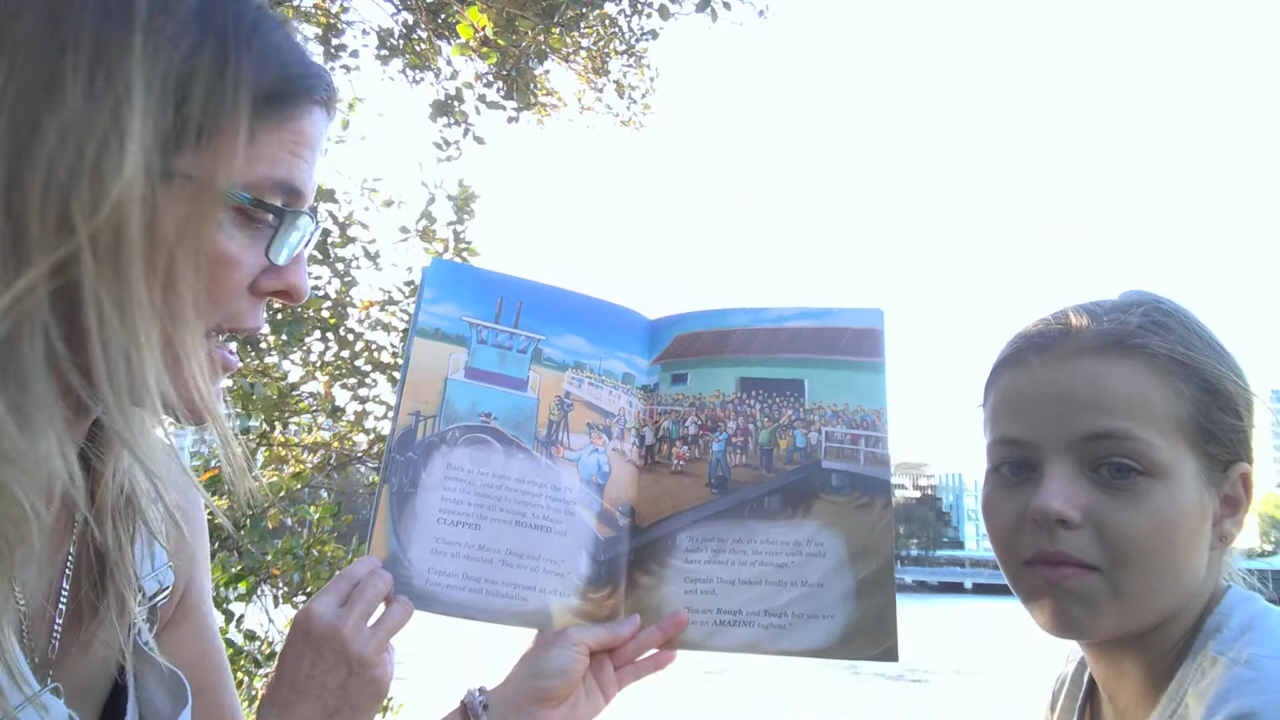 Back at her home moorings, the TV
cameras, lots of newspaper reporters
and the buzzing helicopters from the
bridge were all waiting. As Mavis
appeared the crowd ROARED and
CLAPPED.
"Cheers for Mavis, Doug and crew,"
they all shouted. "You are all heroes."
Captain Doug was surprised at all the
fuss, noise and hullaballoo.
"It's just our job, it's what we do. If we
hadn't been there, the river walk could
have caused a lot of damage."
Captain Doug looked fondly at Mavis
and said,
"You are Rough and Tough but you are
also an AMAZING tugboat."